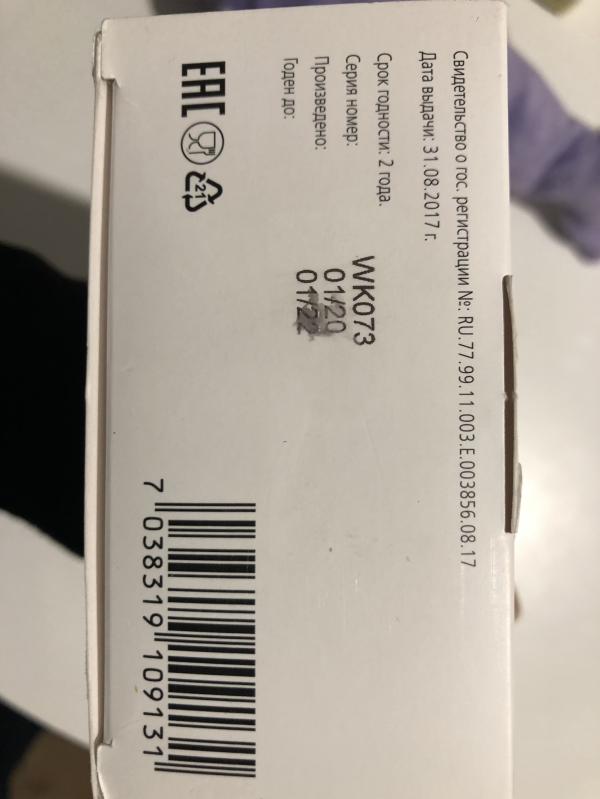 Свидетельство о гос. регистрации №: RU.77.99.11.003.E.003856.08.17
Дата выдачи: 31.08.2017 г.
Срок годности: 2 года.
Серия номер: WK073
Произведено: 01/20
Годен до: 01/22
EAC
21
7 038319 109131